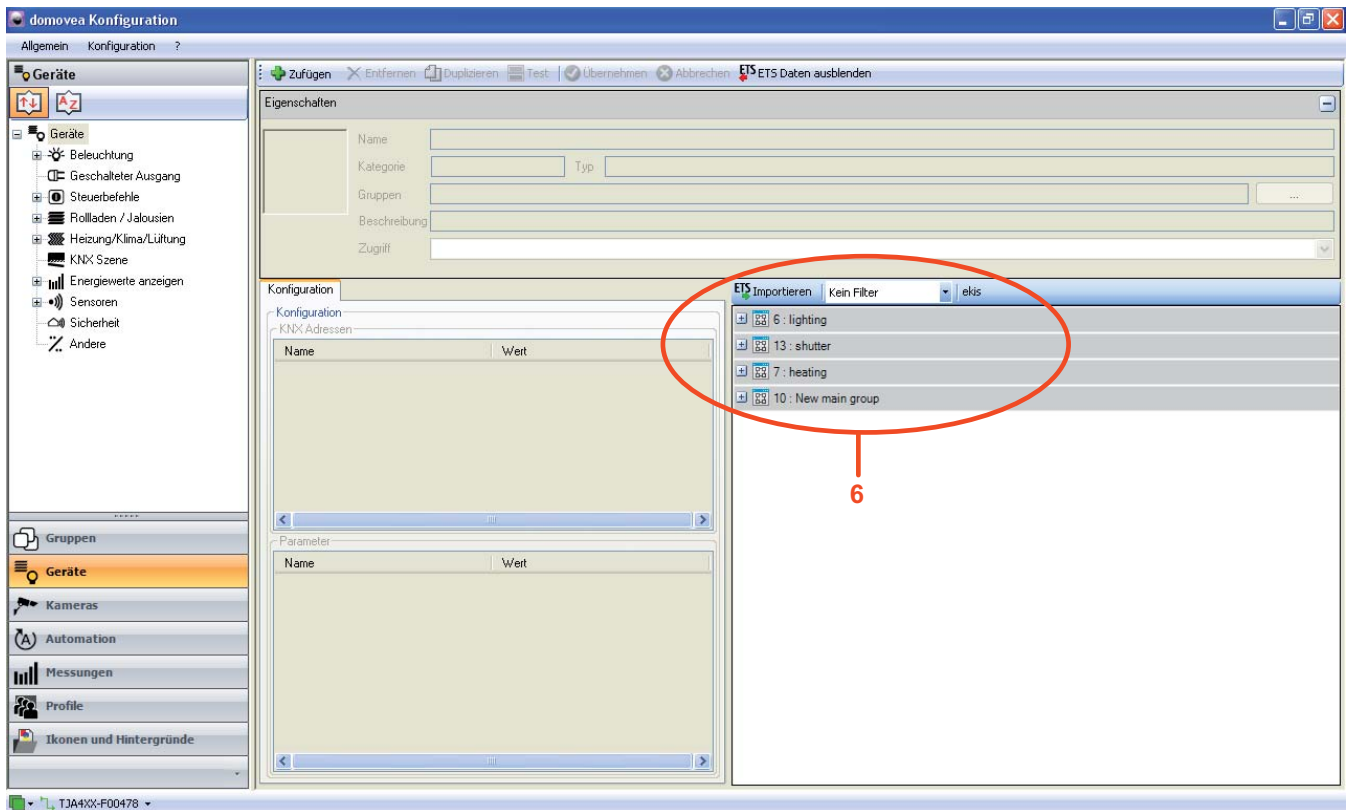 domovea Konfiguration
Allgemein Konfiguration ?
Geräte
Zufügen Entfernen Duplizieren Test Übernehmen Abbrechen ETS ETS Daten ausblenden
AZ
Eigenschaften
Geräte
Beleuchtung
Geschalteter Ausgang
Steuerbefehle
Rollladen / Jalousien
Heizung/Klima/Lüftung
KNX Szene
Energiewerte anzeigen
Sensoren
Sicherheit
Andere
Name
Kategorie Typ
Gruppen ...
Beschreibung
Zugriff
Konfiguration
Konfiguration
KNX Adressen
Name Wert
Parameter
Name Wert
ETS Importieren Kein Filter ekis
6 : lighting
13 : shutter
7 : heating
10 : New main group
6
Gruppen
Geräte
Kameras
Automation
Messungen
Profile
Ikonen und Hintergründe
TJA4XX-F00478